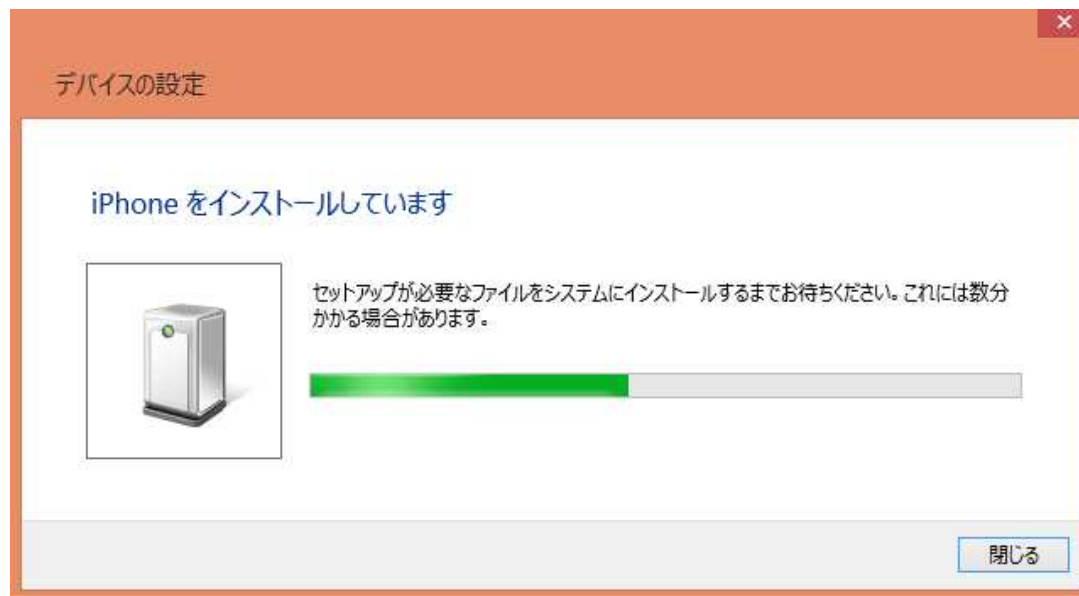 デバイスの設定
iPhone をインストールしています
セットアップが必要なファイルをシステムにインストールするまでお待ちください。これには数分
かかる場合があります。
閉じる